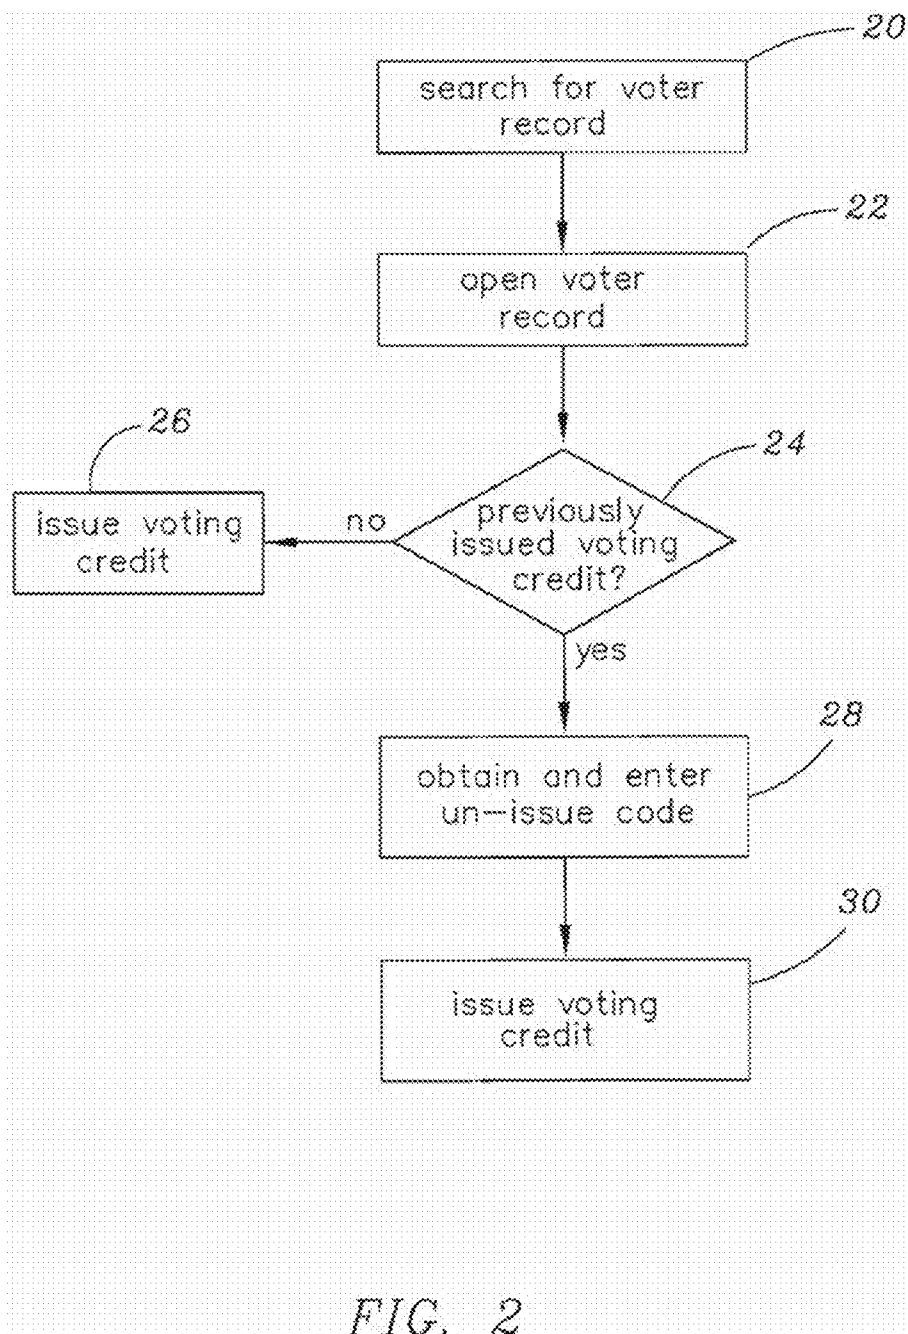 20
search for voter
record
22
open voter
record
26
24
issue voting
credit
no
previously
issued voting
credit?
yes
28
obtain and enter
un-issue code
30
issue voting
credit
FIG. 2